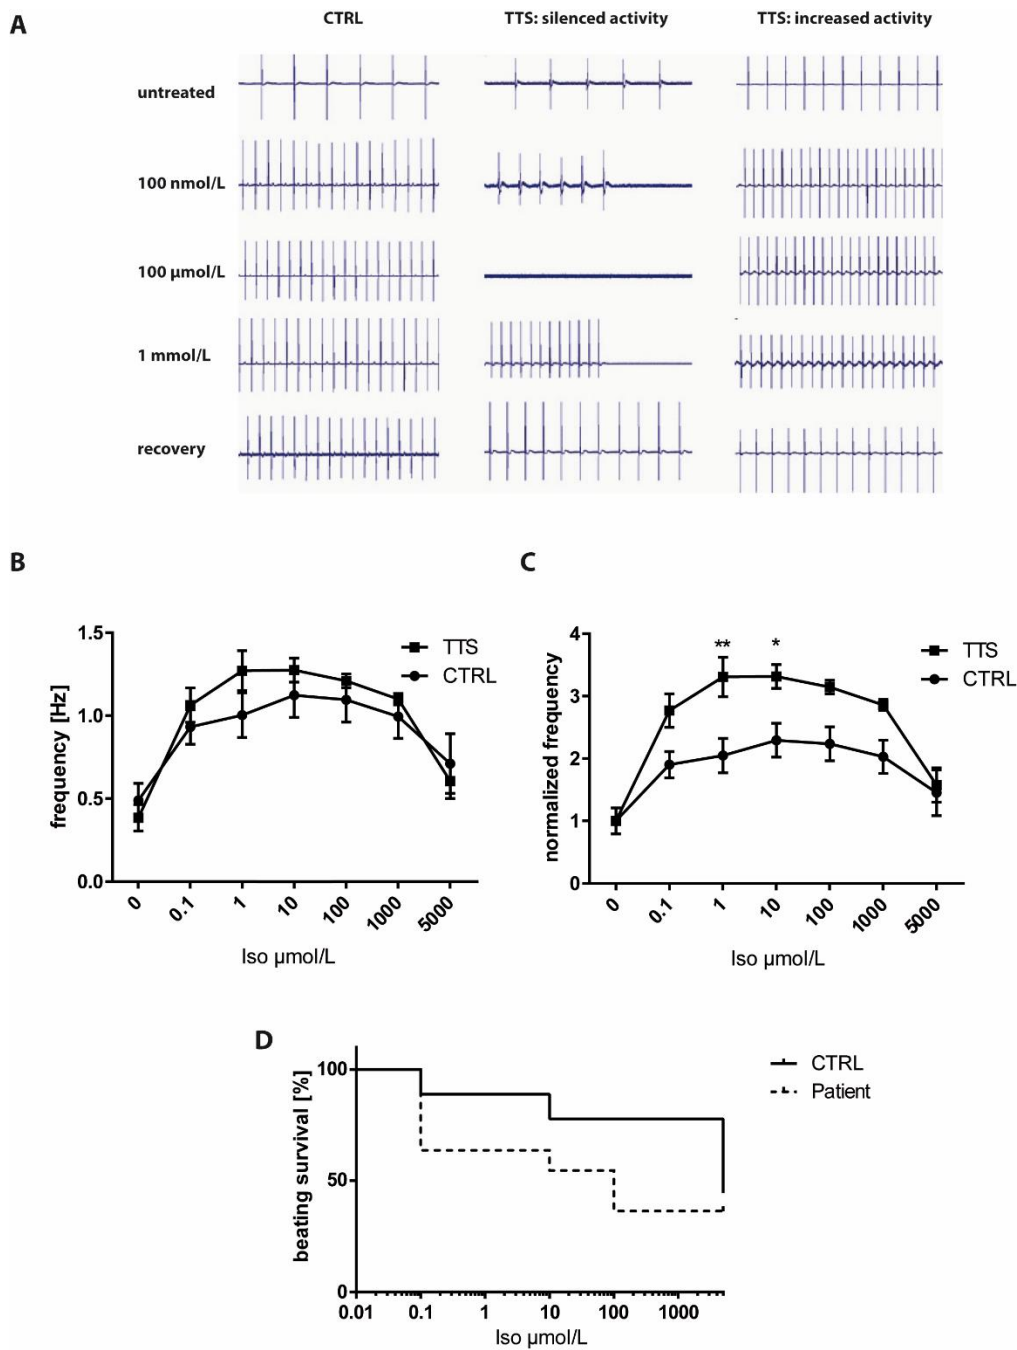 A
CTRL
TTS: silenced activity
TTS: increased activity
untreated
100 nmol/L
100 µmol/L
1 mmol/L
recovery
B
frequency [Hz]
1.5
1.0
0.5
0.0
0
0.1
1
10
100
1000
5000
Iso µmol/L
TTS
CTRL
C
normalized frequency
4
3
2
1
0
**
*
0
0.1
1
10
100
1000
5000
Iso µmol/L
TTS
CTRL
D
beating survival [%]
100
50
0
0.01
0.1
1
10
100
1000
Iso µmol/L
CTRL
Patient